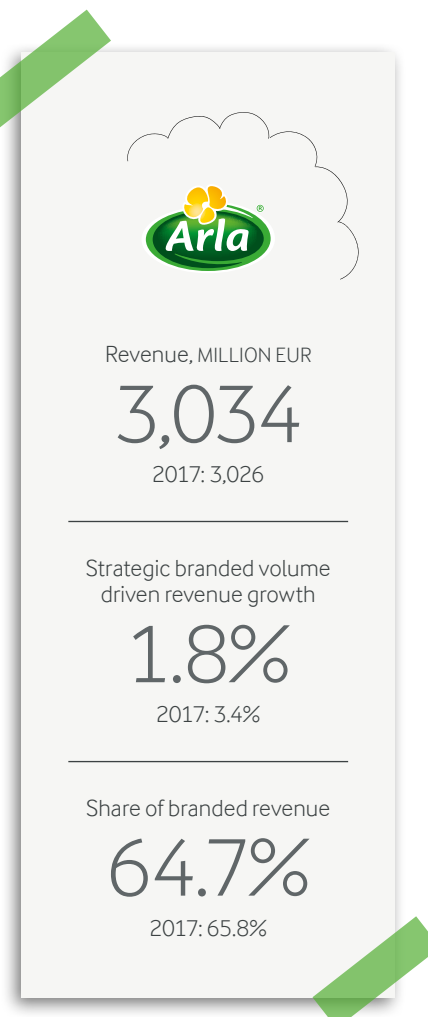 Arla®
Revenue, MILLION EUR
3,034
2017: 3,026
Strategic branded volume
driven revenue growth
1.8%
2017: 3.4%
Share of branded revenue
64.7%
2017: 65.8%